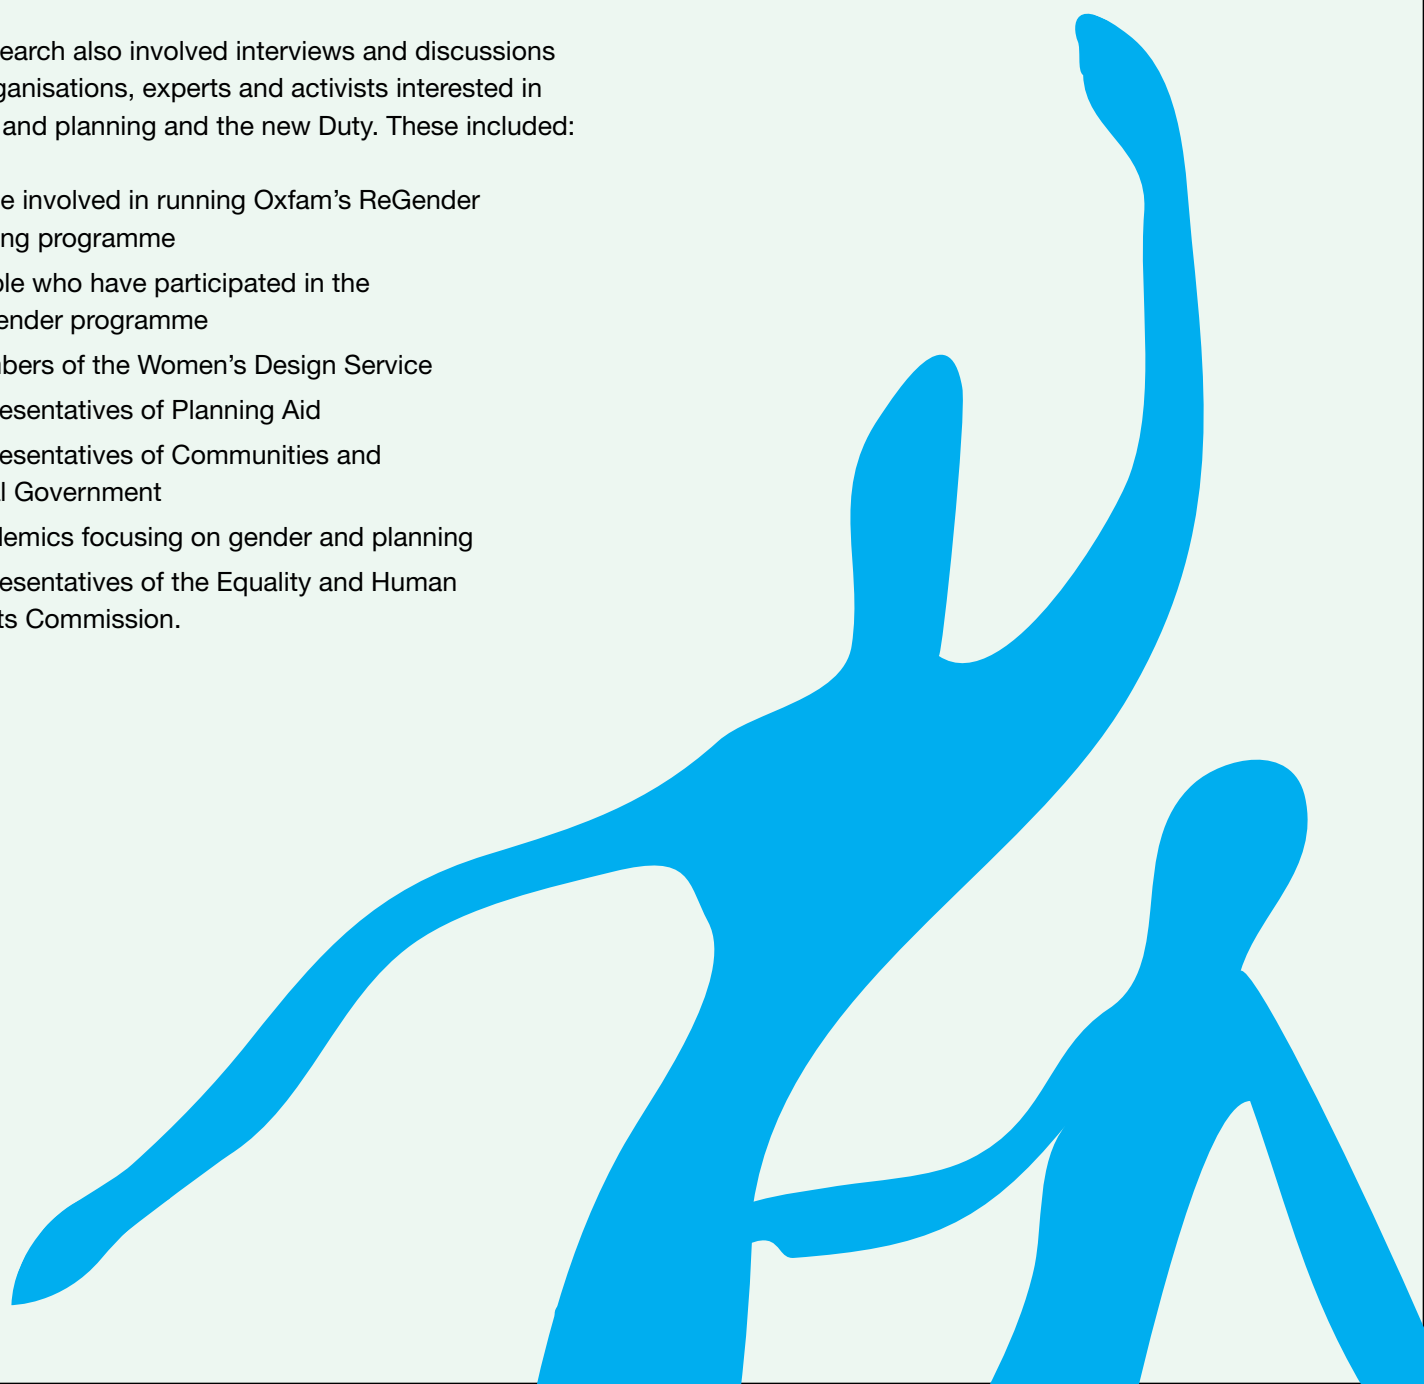 earch also involved interviews and discussions
ganisations, experts and activists interested in
and planning and the new Duty. These included:
e involved in running Oxfam’s ReGender
ng programme
ple who have participated in the
ender programme
bers of the Women’s Design Service
esentatives of Planning Aid
esentatives of Communities and
l Government
demics focusing on gender and planning
esentatives of the Equality and Human
ts Commission.